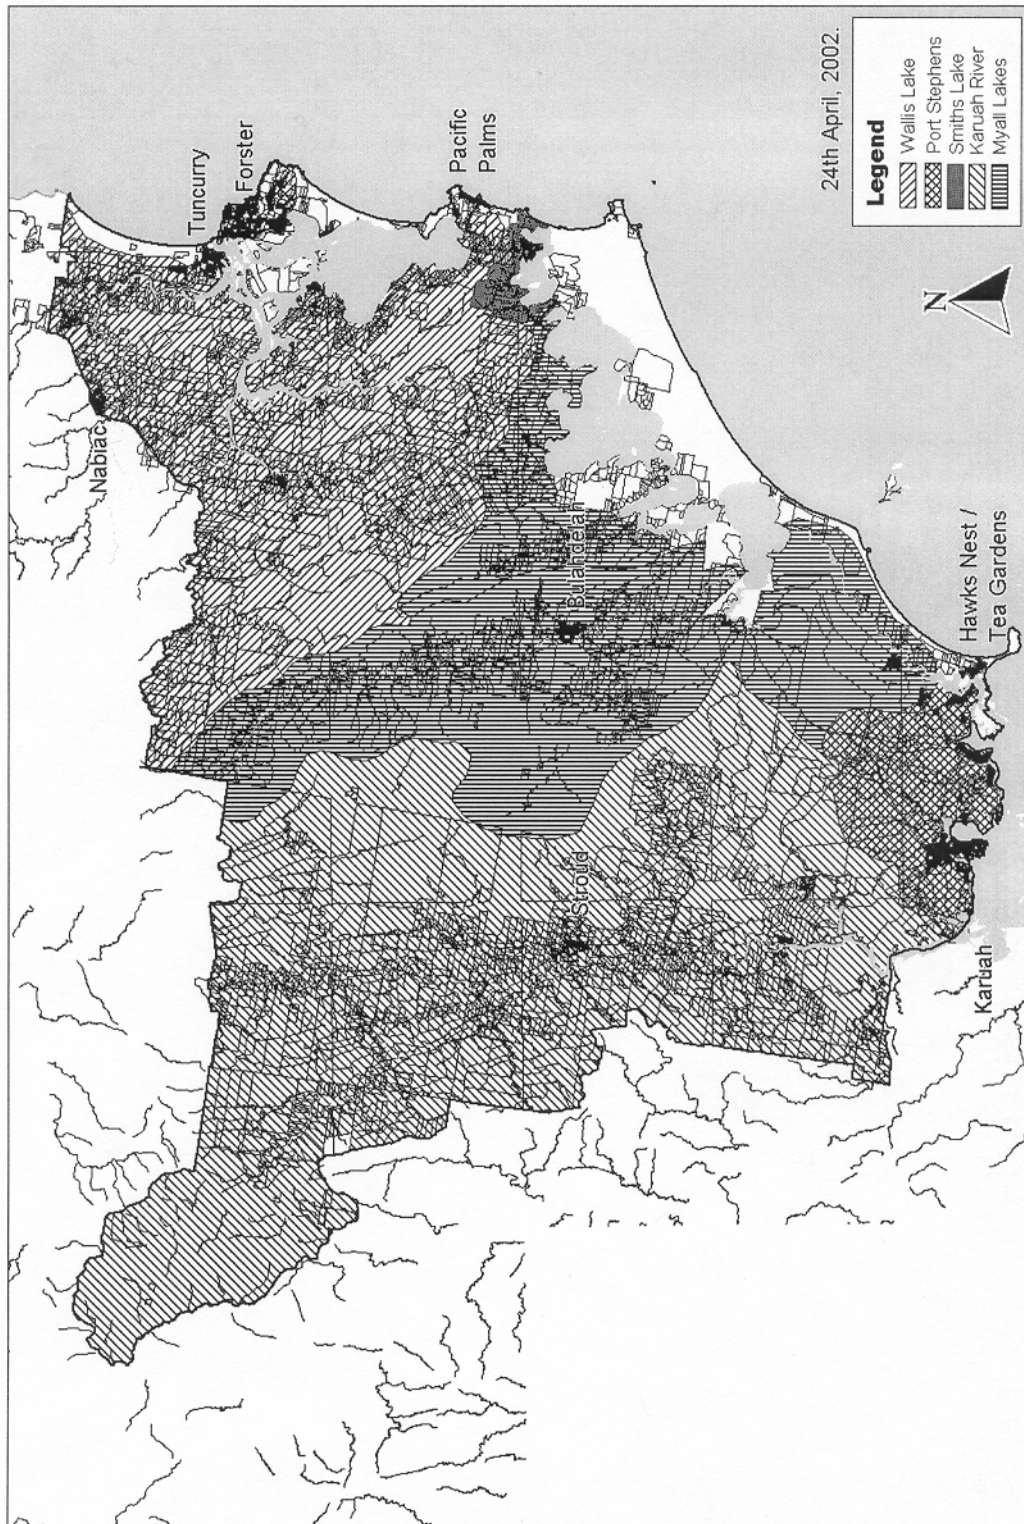 Tuncurry
Forster
Pacific
Palms
Nabiac
Bulahdelah
Stroud
Hawks Nest /
Tea Gardens
Karuah
24th April, 2002.
N
Legend
Wallis Lake
Port Stephens
Smiths Lake
Karuah River
Myall Lakes